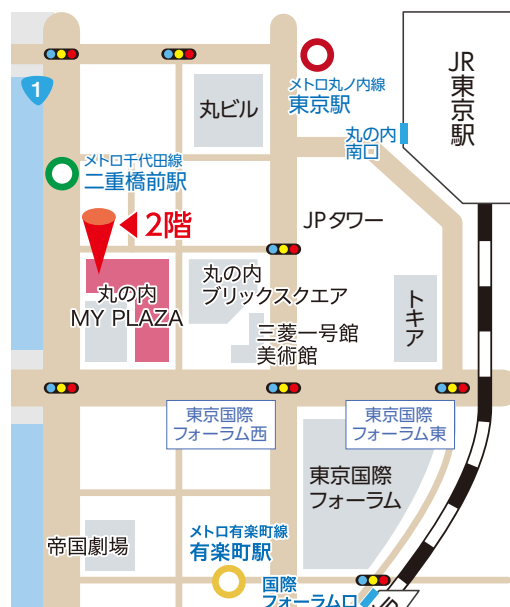 メトロ丸ノ内線
東京駅
JR東京駅
1
丸ビル
丸の内
南口
メトロ千代田線
二重橋前駅
2階
JPタワー
丸の内
MY PLAZA
丸の内
ブリックスクエア
トキア
三菱一号館
美術館
東京国際
フォーラム西
東京国際
フォーラム東
東京国際
フォーラム
帝国劇場
メトロ有楽町線
有楽町駅
国際
フォーラム口